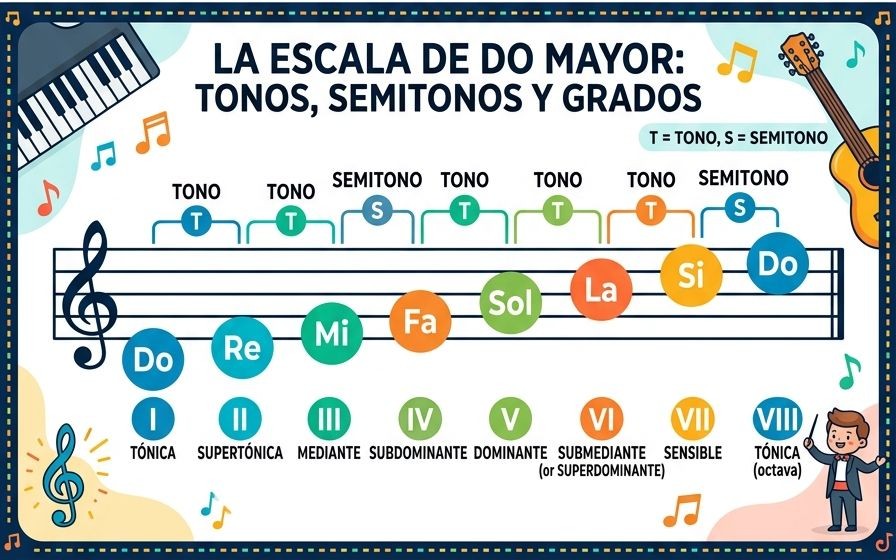 LA ESCALA DE DO MAYOR:
TONOS, SEMITONOS Y GRADOS
T = TONO, S = SEMITONO
TONO TONO SEMITONO TONO TONO TONO SEMITONO
T T S T T T S
Do Re Mi Fa Sol La Si Do
I II III IV V VI VII VIII
TÓNICA SUPERTÓNICA MEDIANTE SUBDOMINANTE DOMINANTE SUBMEDIANTE SENSIBLE TÓNICA
(or SUPERDOMINANTE) (octava)